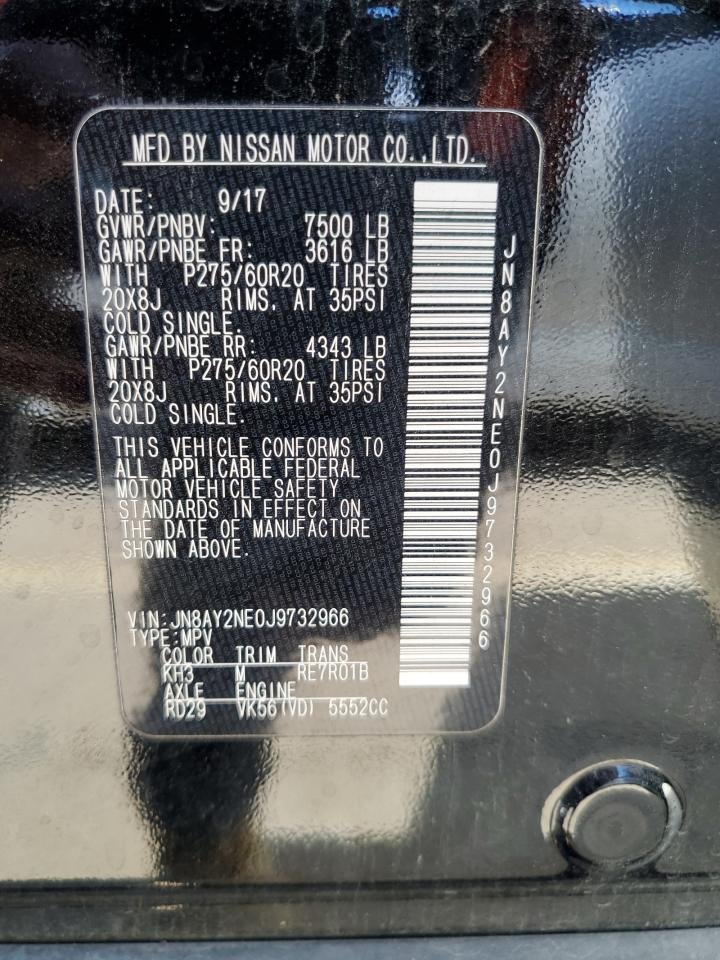 MFD BY NISSAN MOTOR CO.,LTD.
DATE: 9/17
GVWR/PNBV: 7500 LB
GAWR/PNBE FR: 3616 LB
WITH P275/60R20 TIRES
20X8J RIMS. AT 35PSI
COLD SINGLE.
GAWR/PNBE RR: 4343 LB
WITH P275/60R20 TIRES
20X8J RIMS. AT 35PSI
COLD SINGLE.
THIS VEHICLE CONFORMS TO
ALL APPLICABLE FEDERAL
MOTOR VEHICLE SAFETY
STANDARDS IN EFFECT ON
THE DATE OF MANUFACTURE
SHOWN ABOVE.
VIN:JN8AY2NE0J9732966
TYPE:MPV
COLOR TRIM TRANS
KH3 M RE7R01B
AXLE ENGINE
RD29 VK56(VD) 5552CC
JN8AY2NE0J9732966